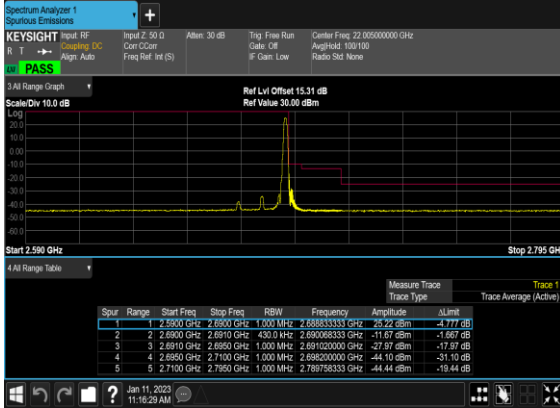 Spectrum Analyzer 1
Spurious Emissions
+
KEYSIGHT Input: RF Input Z: 50 Ω Atten: 30 dB Trig: Free Run Center Freq: 22.005000000 GHz
R T Coupling: DC Corr CCorr Gate: Off Avg|Hold: 100/100
Align: Auto Freq Ref: Int (S) IF Gain: Low Radio Std: None
PASS
3 All Range Graph
Ref Lvl Offset 15.31 dB
Scale/Div 10.0 dB Ref Value 30.00 dBm
Log
20.0
10.0
0.00
-10.0
-20.0
-30.0
-40.0
-50.0
-60.0
Start 2.590 GHz Stop 2.795 GH
4 All Range Table
Measure Trace Trace 1
Trace Type Trace Average (Active)
Spur Range Start Freq Stop Freq RBW Frequency Amplitude ΔLimit
1 1 2.5900 GHz 2.6900 GHz 1.000 MHz 2.688833333 GHz 25.22 dBm -4.777 dB
2 2 2.6900 GHz 2.6910 GHz 430.0 kHz 2.690068333 GHz -11.67 dBm -1.667 dB
3 3 2.6910 GHz 2.6950 GHz 1.000 MHz 2.691020000 GHz -27.97 dBm -17.97 dB
4 4 2.6950 GHz 2.7100 GHz 1.000 MHz 2.698200000 GHz -44.10 dBm -31.10 dB
5 5 2.7100 GHz 2.7950 GHz 1.000 MHz 2.789758333 GHz -44.44 dBm -19.44 dB
?
Jan 11, 2023
11:16:29 AM